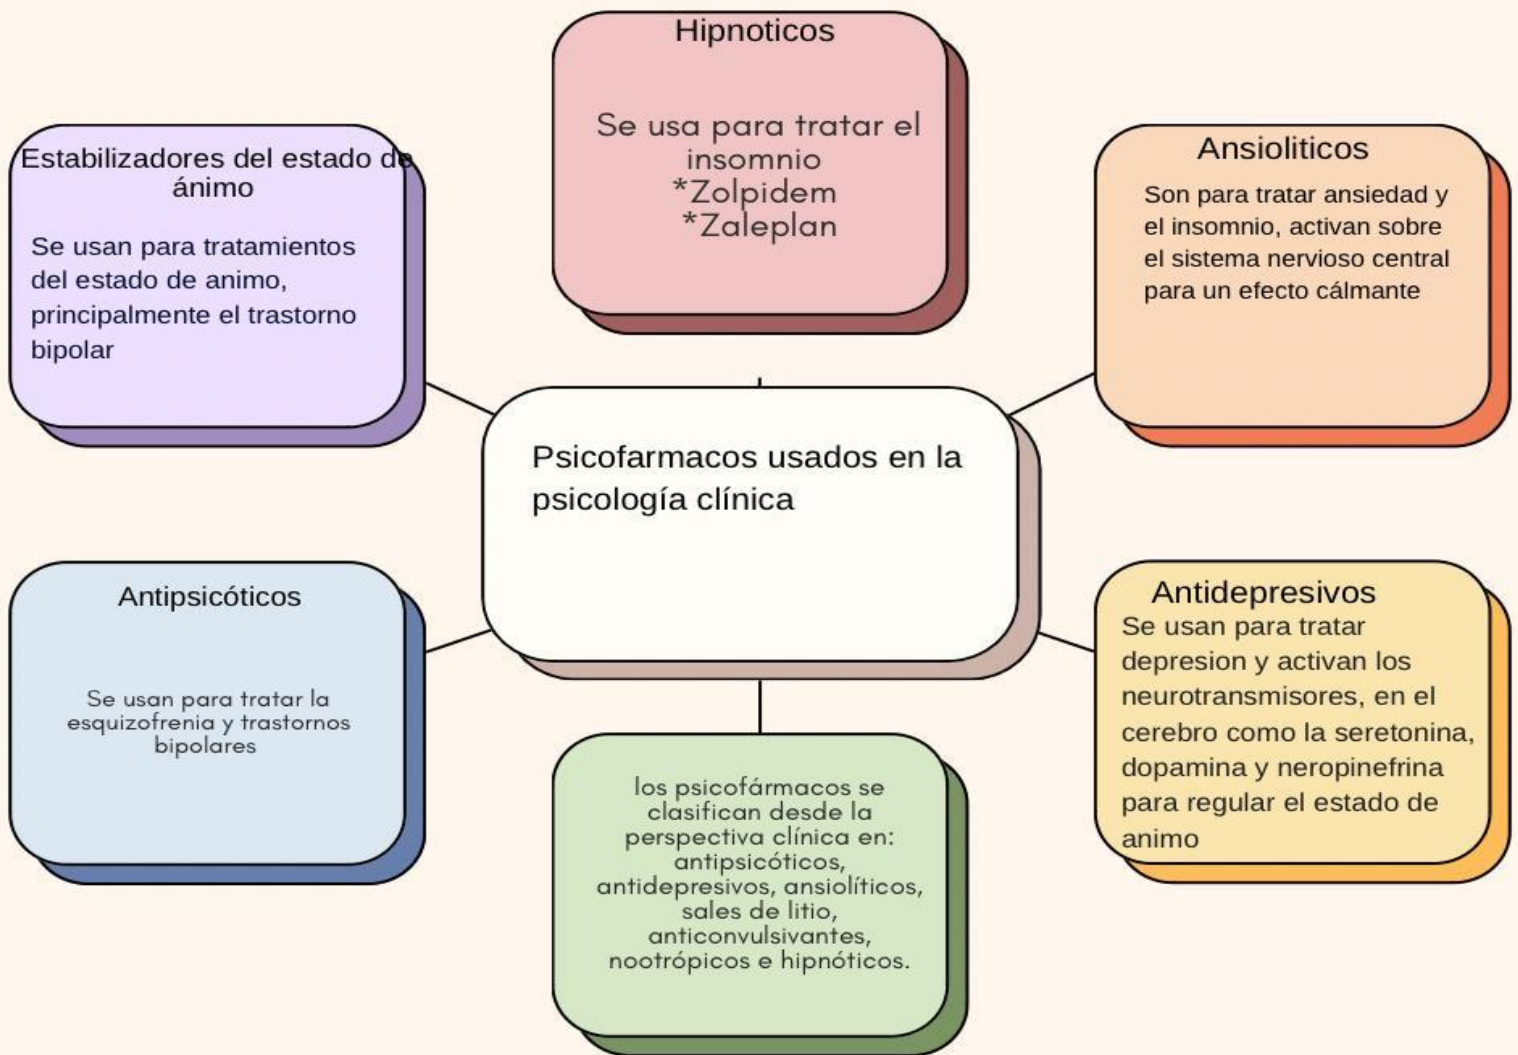 Hipnoticos
Se usa para tratar el
insomnio
*Zolpidem
*Zaleplan
Estabilizadores del estado de
ánimo
Se usan para tratamientos
del estado de animo,
principalmente el trastorno
bipolar
Ansioliticos
Son para tratar ansiedad y
el insomnio, activan sobre
el sistema nervioso central
para un efecto cálmante
Psicofarmacos usados en la
psicología clínica
Antipsicóticos
Se usan para tratar la
esquizofrenia y trastornos
bipolares
Antidepresivos
Se usan para tratar
depresion y activan los
neurotransmisores, en el
cerebro como la seretonina,
dopamina y neropinefrina
para regular el estado de
animo
los psicofármacos se
clasifican desde la
perspectiva clínica en:
antipsicóticos,
antidepresivos, ansiolíticos,
sales de litio,
anticonvulsivantes,
nootrópicos e hipnóticos.